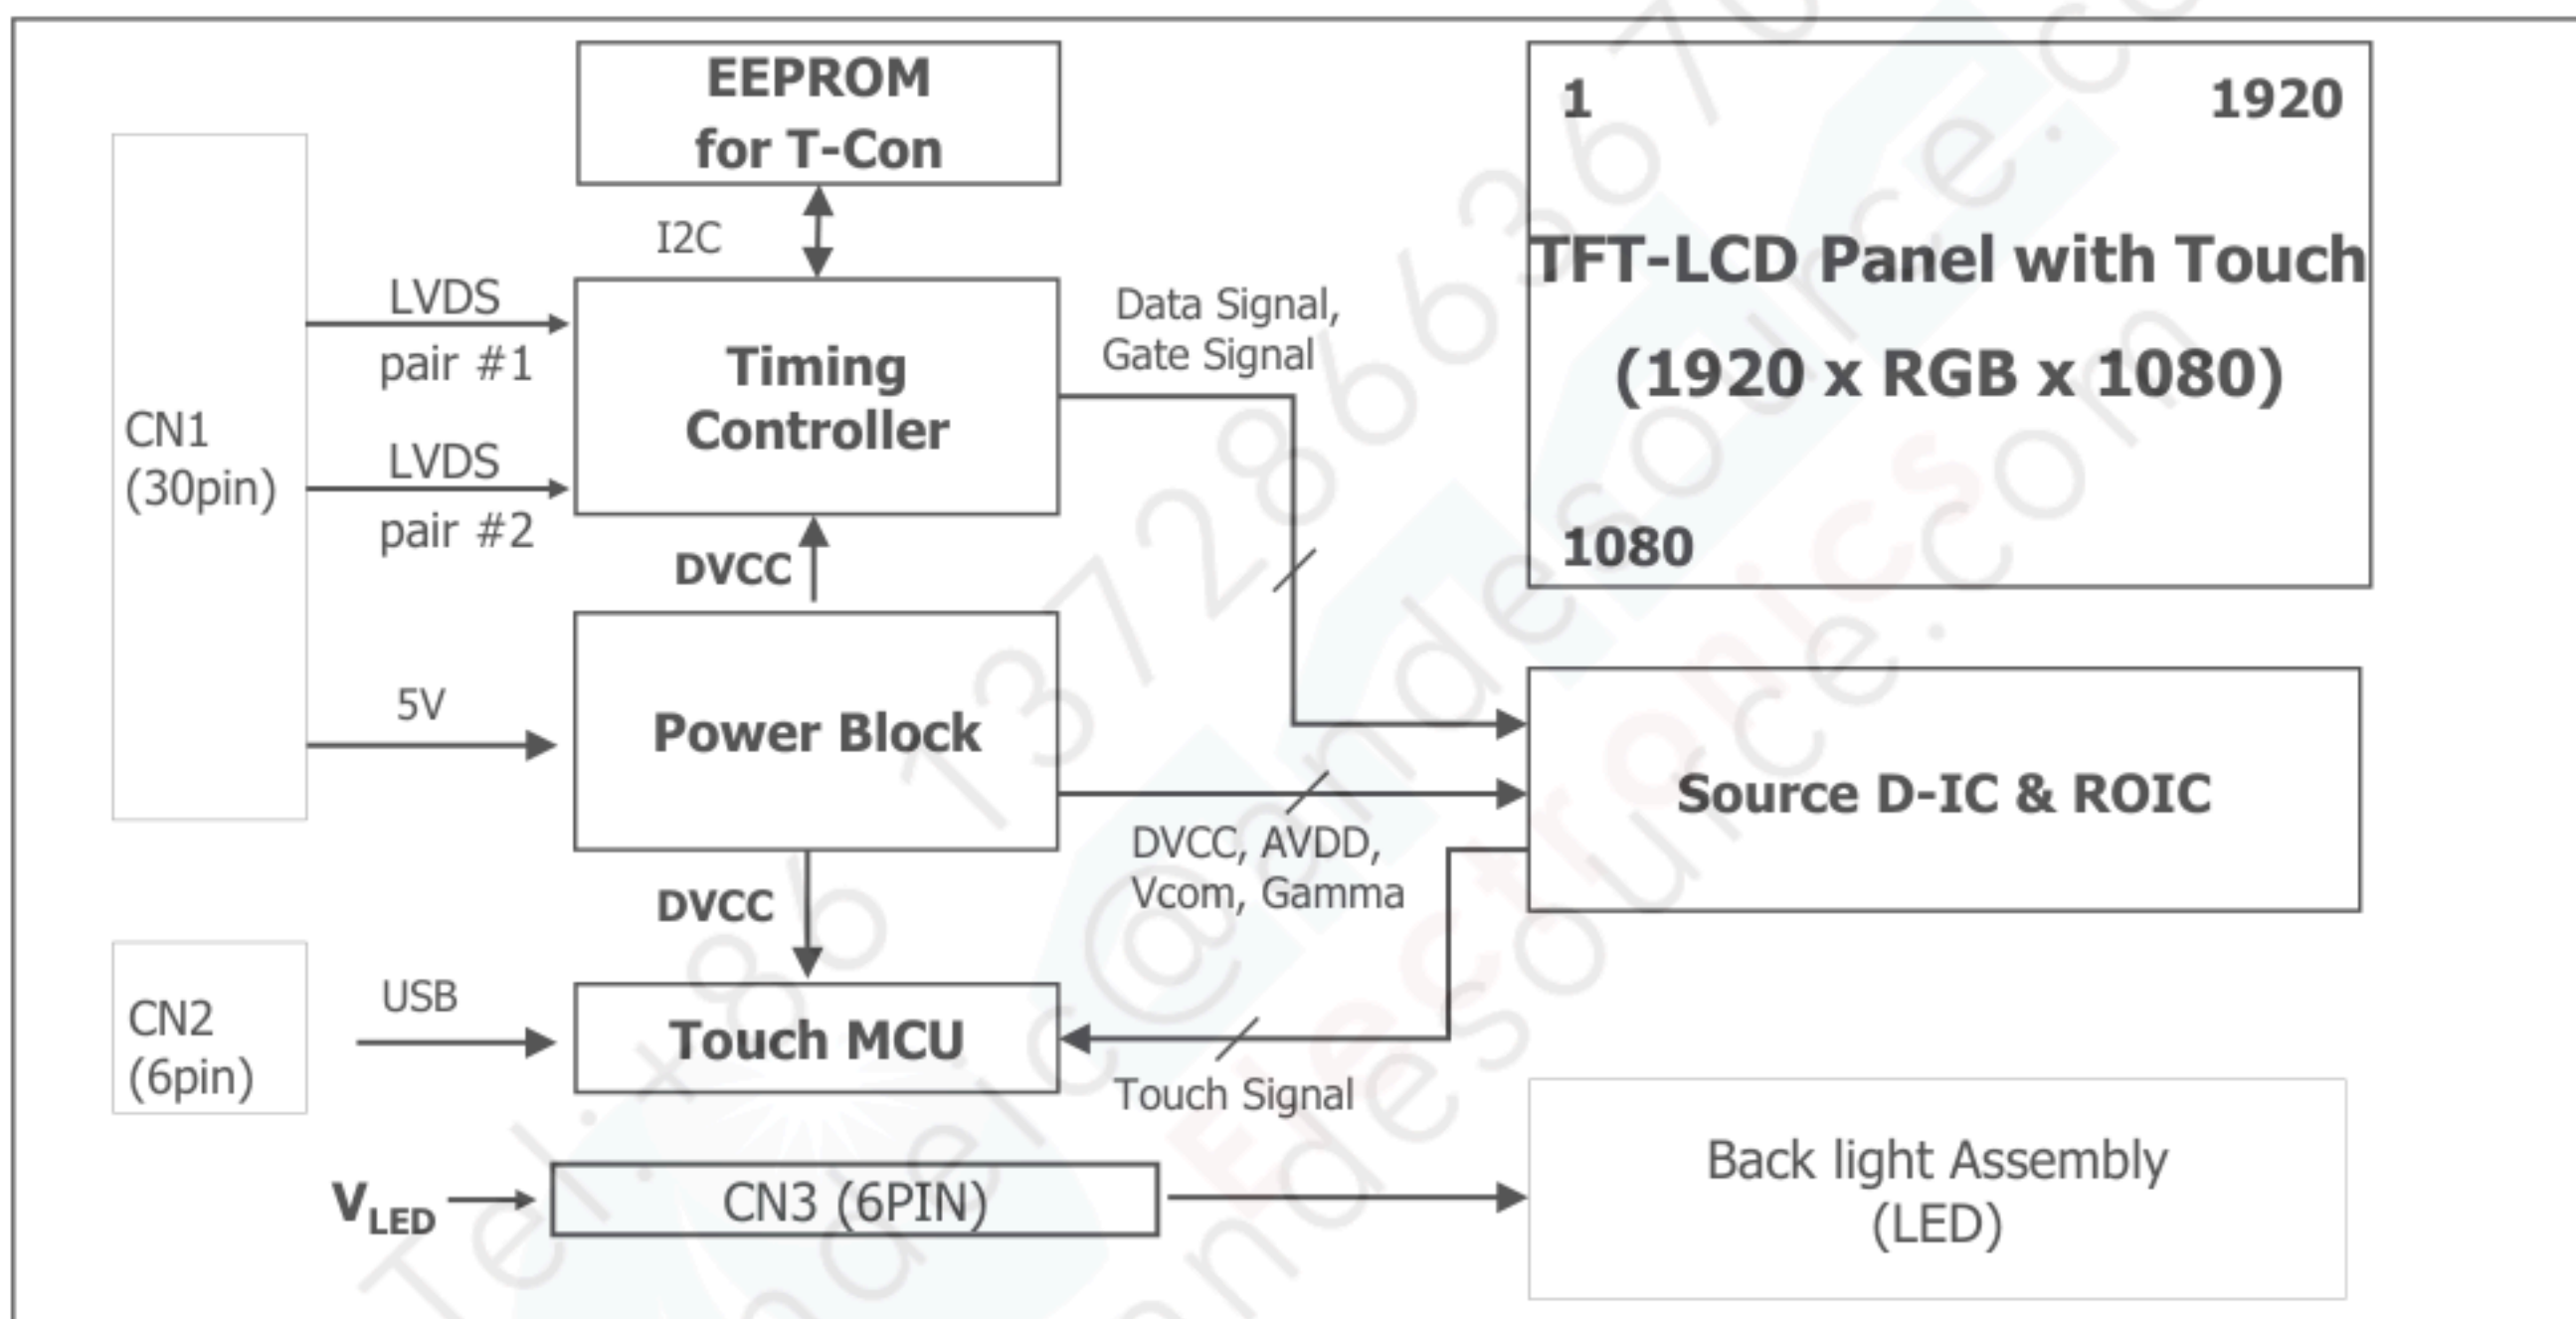 EEPROM
for T-Con
I2C
CN1
(30pin)
LVDS
pair #1
LVDS
pair #2
Timing
Controller
Data Signal,
Gate Signal
1
1920
TFT-LCD Panel with Touch
(1920 x RGB x 1080)
1080
DVCC
5V
Power Block
DVCC, AVDD,
Vcom, Gamma
Source D-IC & ROIC
DVCC
CN2
(6pin)
USB
Touch MCU
Touch Signal
VLED
CN3 (6PIN)
Back light Assembly
(LED)
Electronics